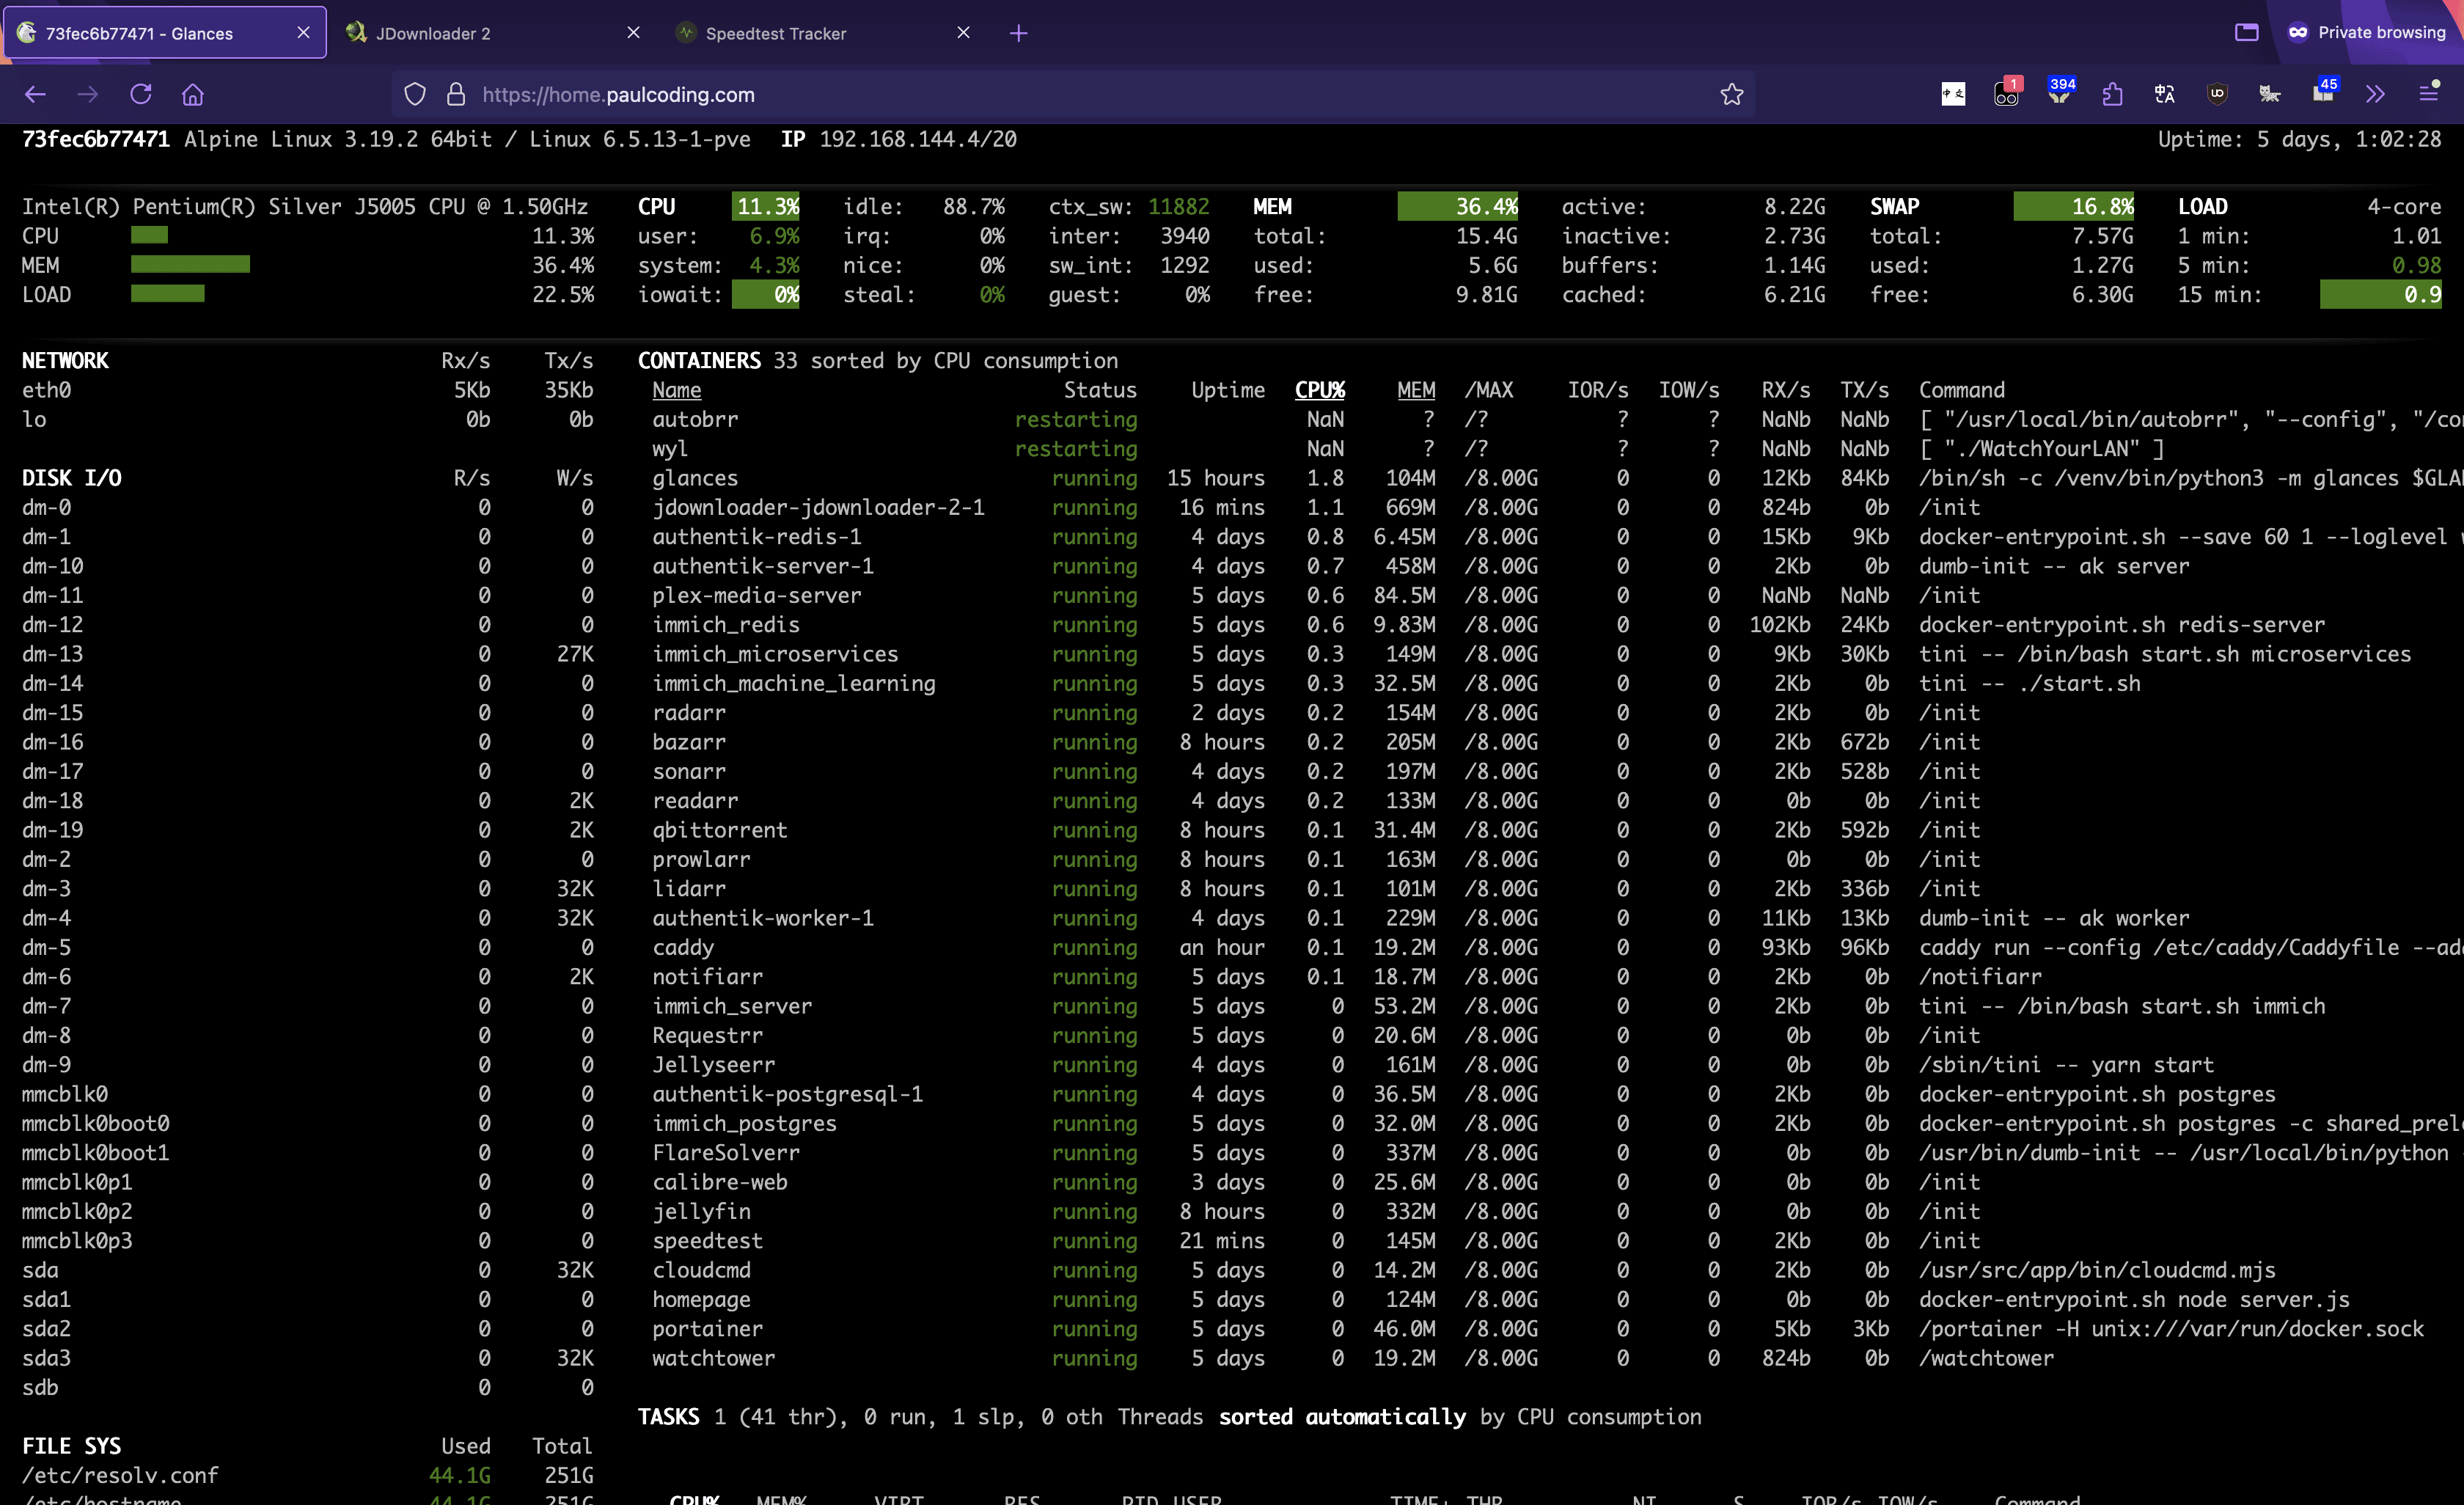 73fec6b77471 - Glances JDownloader 2 Speedtest Tracker Private browsing
https://home.paulcoding.com 1 394 45
73fec6b77471 Alpine Linux 3.19.2 64bit / Linux 6.5.13-1-pve IP 192.168.144.4/20 Uptime: 5 days, 1:02:28
Intel(R) Pentium(R) Silver J5005 CPU @ 1.50GHz CPU 11.3% idle: 88.7% ctx_sw: 11882 MEM 36.4% active: 8.22G SWAP 16.8% LOAD 4-core
CPU 11.3% user: 6.9% irq: 0% inter: 3940 total: 15.4G inactive: 2.73G total: 7.57G 1 min: 1.01
MEM 36.4% system: 4.3% nice: 0% sw_int: 1292 used: 5.6G buffers: 1.14G used: 1.27G 5 min: 0.98
LOAD 22.5% iowait: 0% steal: 0% guest: 0% free: 9.81G cached: 6.21G free: 6.30G 15 min: 0.9
NETWORK Rx/s Tx/s CONTAINERS 33 sorted by CPU consumption
eth0 5Kb 35Kb Name Status Uptime CPU% MEM /MAX IOR/s IOW/s RX/s TX/s Command
lo 0b 0b autobrr restarting NaN ? /? ? ? NaNb NaNb [ "/usr/local/bin/autobrr", "--config", "/co
wyl restarting NaN ? /? ? ? NaNb NaNb [ "./WatchYourLAN" ]
DISK I/O R/s W/s glances running 15 hours 1.8 104M /8.00G 0 0 12Kb 84Kb /bin/sh -c /venv/bin/python3 -m glances $GLA
dm-0 0 0 jdownloader-jdownloader-2-1 running 16 mins 1.1 669M /8.00G 0 0 824b 0b /init
dm-1 0 0 authentik-redis-1 running 4 days 0.8 6.45M /8.00G 0 0 15Kb 9Kb docker-entrypoint.sh --save 60 1 --loglevel
dm-10 0 0 authentik-server-1 running 4 days 0.7 458M /8.00G 0 0 2Kb 0b dumb-init -- ak server
dm-11 0 0 plex-media-server running 5 days 0.6 84.5M /8.00G 0 0 NaNb NaNb /init
dm-12 0 0 immich_redis running 5 days 0.6 9.83M /8.00G 0 0 102Kb 24Kb docker-entrypoint.sh redis-server
dm-13 0 27K immich_microservices running 5 days 0.3 149M /8.00G 0 0 9Kb 30Kb tini -- /bin/bash start.sh microservices
dm-14 0 0 immich_machine_learning running 5 days 0.3 32.5M /8.00G 0 0 2Kb 0b tini -- ./start.sh
dm-15 0 0 radarr running 2 days 0.2 154M /8.00G 0 0 2Kb 0b /init
dm-16 0 0 bazarr running 8 hours 0.2 205M /8.00G 0 0 2Kb 672b /init
dm-17 0 0 sonarr running 4 days 0.2 197M /8.00G 0 0 2Kb 528b /init
dm-18 0 2K readarr running 4 days 0.2 133M /8.00G 0 0 0b 0b /init
dm-19 0 2K qbittorrent running 8 hours 0.1 31.4M /8.00G 0 0 2Kb 592b /init
dm-2 0 0 prowlarr running 8 hours 0.1 163M /8.00G 0 0 0b 0b /init
dm-3 0 32K lidarr running 8 hours 0.1 101M /8.00G 0 0 2Kb 336b /init
dm-4 0 32K authentik-worker-1 running 4 days 0.1 229M /8.00G 0 0 11Kb 13Kb dumb-init -- ak worker
dm-5 0 0 caddy running an hour 0.1 19.2M /8.00G 0 0 93Kb 96Kb caddy run --config /etc/caddy/Caddyfile --ad
dm-6 0 2K notifiarr running 5 days 0.1 18.7M /8.00G 0 0 2Kb 0b /notifiarr
dm-7 0 0 immich_server running 5 days 0 53.2M /8.00G 0 0 2Kb 0b tini -- /bin/bash start.sh immich
dm-8 0 0 Requestrr running 5 days 0 20.6M /8.00G 0 0 0b 0b /init
dm-9 0 0 Jellyseerr running 4 days 0 161M /8.00G 0 0 0b 0b /sbin/tini -- yarn start
mmcblk0 0 0 authentik-postgresql-1 running 4 days 0 36.5M /8.00G 0 0 2Kb 0b docker-entrypoint.sh postgres
mmcblk0boot0 0 0 immich_postgres running 5 days 0 32.0M /8.00G 0 0 2Kb 0b docker-entrypoint.sh postgres -c shared_prel
mmcblk0boot1 0 0 FlareSolverr running 5 days 0 337M /8.00G 0 0 0b 0b /usr/bin/dumb-init -- /usr/local/bin/python
mmcblk0p1 0 0 calibre-web running 3 days 0 25.6M /8.00G 0 0 0b 0b /init
mmcblk0p2 0 0 jellyfin running 8 hours 0 332M /8.00G 0 0 0b 0b /init
mmcblk0p3 0 0 speedtest running 21 mins 0 145M /8.00G 0 0 2Kb 0b /init
sda 0 32K cloudcmd running 5 days 0 14.2M /8.00G 0 0 2Kb 0b /usr/src/app/bin/cloudcmd.mjs
sda1 0 0 homepage running 5 days 0 124M /8.00G 0 0 0b 0b docker-entrypoint.sh node server.js
sda2 0 0 portainer running 5 days 0 46.0M /8.00G 0 0 5Kb 3Kb /portainer -H unix:///var/run/docker.sock
sda3 0 32K watchtower running 5 days 0 19.2M /8.00G 0 0 824b 0b /watchtower
sdb 0 0
TASKS 1 (41 thr), 0 run, 1 slp, 0 oth Threads sorted automatically by CPU consumption
FILE SYS Used Total
/etc/resolv.conf 44.1G 251G
/etc/hostname 44.1G 251G
CPU% MEM% VIRT RES PID USER TIME+ THR NI S IOR/s IOW/s Command